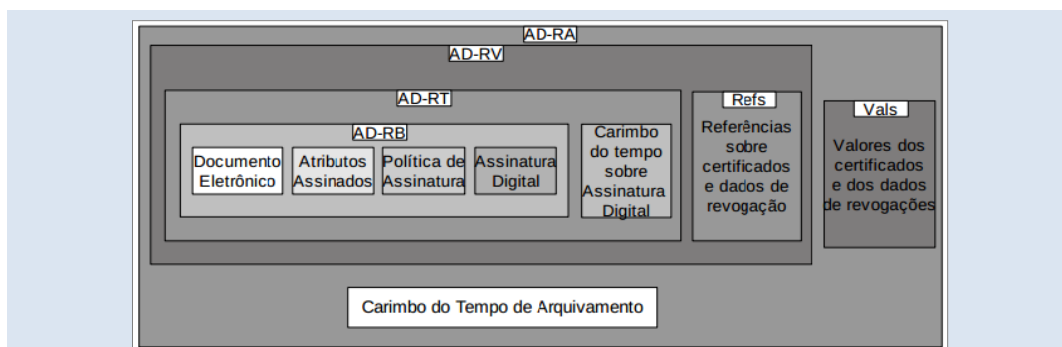 AD-RA
AD-RV
AD-RT
AD-RB
Documento
Eletrônico
Atributos
Assinados
Política de
Assinatura
Assinatura
Digital
Carimbo
do tempo
sobre
Assinatura
Digital
Refs
Referências
sobre
certificados
e dados de
revogação
Vals
Valores dos
certificados
e dos dados
de revogações
Carimbo do Tempo de Arquivamento